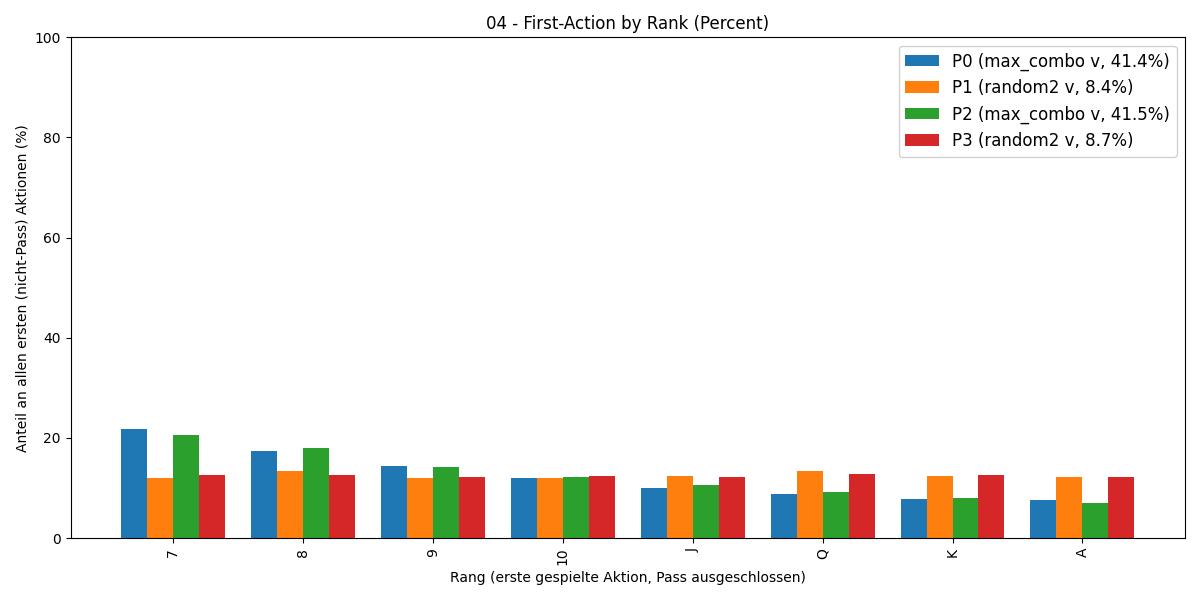 04 - First-Action by Rank (Percent)
Anteil an allen ersten (nicht-Pass) Aktionen (%)
100
80
60
40
20
0
P0 (max_combo v, 41.4%)
P1 (random2 v, 8.4%)
P2 (max_combo v, 41.5%)
P3 (random2 v, 8.7%)
7
8
9
10
J
Q
K
A
Rang (erste gespielte Aktion, Pass ausgeschlossen)